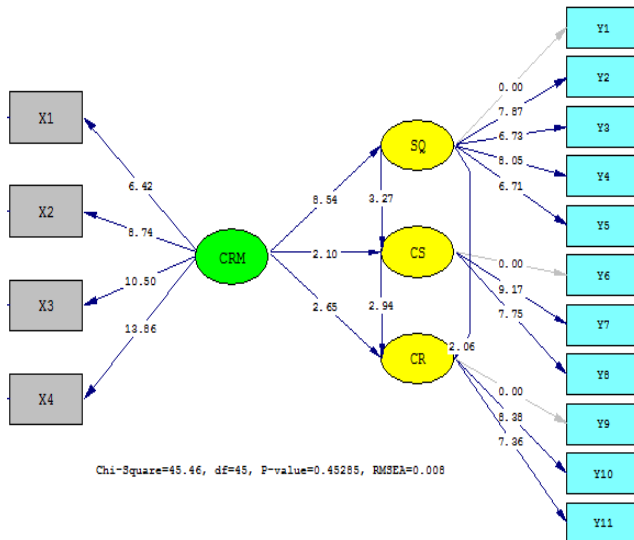 Y1
0.00
Y2
7.87
X1
Y3
6.73
SQ
8.05
Y4
6.42
6.71
8.54
3.27
X2
Y5
8.74
0.00
CRM
2.10
CS
Y6
9.17
10.50
2.65
2.94
7.75
X3
Y7
13.86
2.06
CR
Y8
0.00
X4
8.38
Y9
7.36
Chi-Square=45.46, df=45, P-value=0.45285, RMSEA=0.008
Y10
Y11